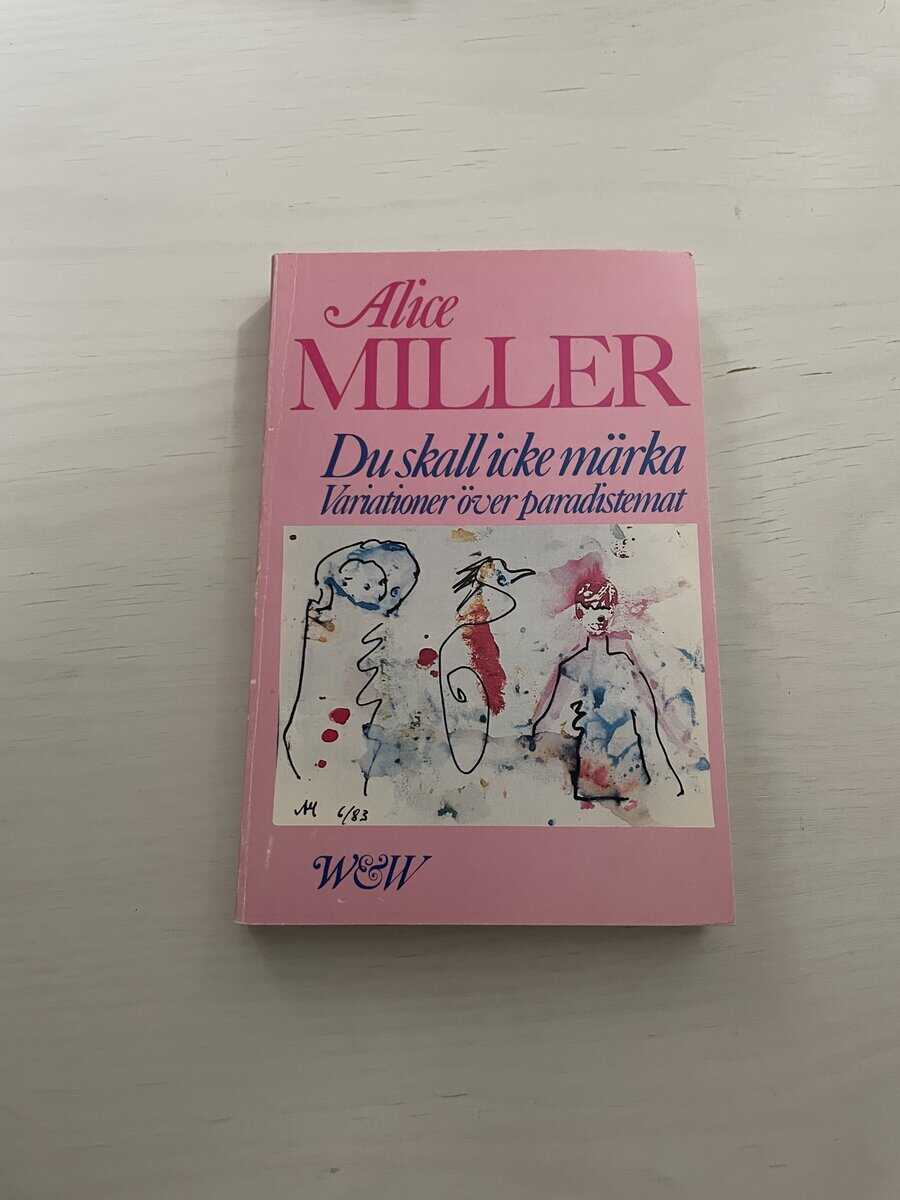 Alice
MILLER
Du skall icke märka
Variationer över paradistemat
AM 6/83
W&W